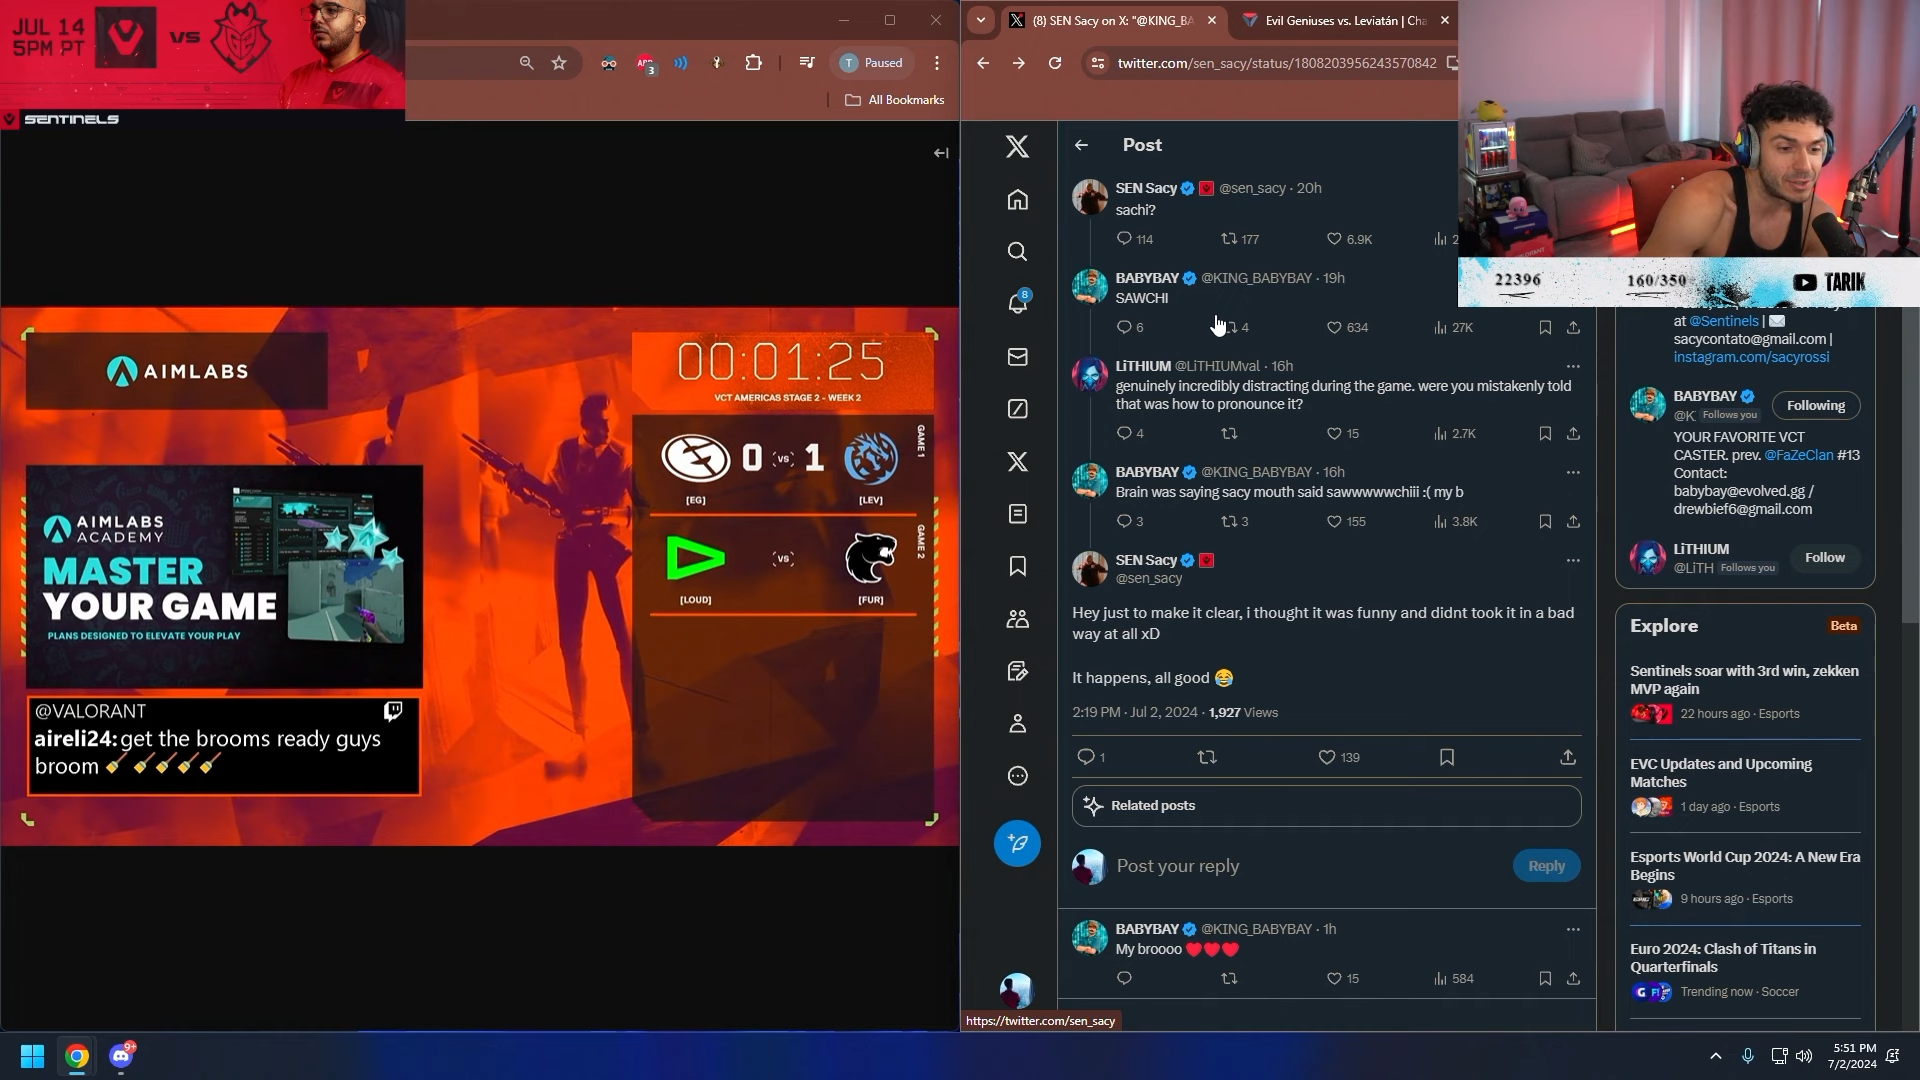 JUL 14
5PM PT
VS
SENTINELS
3
T Paused
All Bookmarks
(8) SEN Sacy on X: "@KING_BA
Evil Geniuses vs. Leviatán | Cha
twitter.com/sen_sacy/status/1808203956243570842
22396
160/350
TARIK
Post
SEN Sacy @sen_sacy · 20h
sachi?
114
177
6.9K
BABYBAY @KING_BABYBAY · 19h
SAWCHI
6
4
634
27K
LiTHIUM @LiTHIUMval · 16h
genuinely incredibly distracting during the game. were you mistakenly told
that was how to pronounce it?
4
15
2.7K
BABYBAY @KING_BABYBAY · 16h
Brain was saying sacy mouth said sawwwwwchiii :( my b
3
3
155
3.8K
SEN Sacy
@sen_sacy
Hey just to make it clear, i thought it was funny and didnt took it in a bad
way at all xD
It happens, all good 😂
2:19 PM · Jul 2, 2024 · 1,927 Views
1
139
Related posts
Post your reply
Reply
BABYBAY @KING_BABYBAY · 1h
My broooo ❤❤❤
15
584
https://twitter.com/sen_sacy
8
at @Sentinels | ✉
sacycontato@gmail.com |
instagram.com/sacyrossi
BABYBAY
@K Follows you
Following
YOUR FAVORITE VCT
CASTER. prev. @FaZeClan #13
Contact:
babybay@evolved.gg /
drewbief6@gmail.com
LiTHIUM
@LiTH Follows you
Follow
Explore
Beta
Sentinels soar with 3rd win, zekken
MVP again
22 hours ago · Esports
EVC Updates and Upcoming
Matches
1 day ago · Esports
Esports World Cup 2024: A New Era
Begins
9 hours ago · Esports
Euro 2024: Clash of Titans in
Quarterfinals
Trending now · Soccer
AIMLABS
00:01:25
VCT AMERICAS STAGE 2 - WEEK 2
0 vs 1
[EG]
[LEV]
GAME 1
vs
[LOUD]
[FUR]
GAME 2
AIMLABS
ACADEMY
MASTER
YOUR GAME
PLANS DESIGNED TO ELEVATE YOUR PLAY
@VALORANT
aireli24: get the brooms ready guys
broom 🧹🧹🧹🧹🧹
9+
5:51 PM
7/2/2024